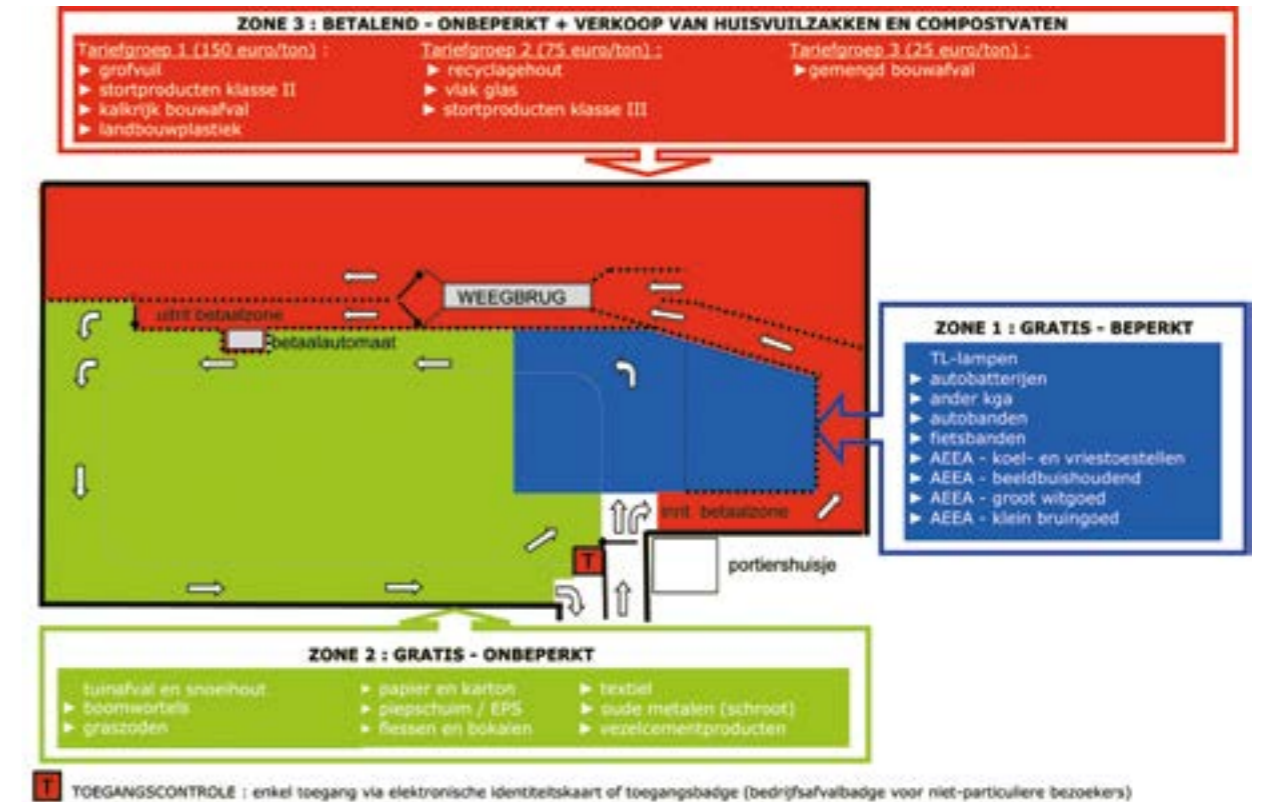 ZONE 3 : BETALEND - ONBEPERKT + VERKOOP VAN HUISVUILZAKKEN EN COMPOSTVATEN
Tariefgroep 1 (150 euro/ton) :
► grofvuil
► stortproducten klasse II
► kalkrijk bouwafval
► landbouwplastiek
Tariefgroep 2 (75 euro/ton) :
► recyclagehout
► vlak glas
► stortproducten klasse III
Tariefgroep 3 (25 euro/ton) :
► gemengd bouwafval
WEEGBRUG
uitrit betaalzone
betaalautomaat
ZONE 1 : GRATIS - BEPERKT
TL-lampen
► autobatterijen
► ander kga
► autobanden
► fietsbanden
► AEEA - koel- en vriestoestellen
► AEEA - beeldbuishoudend
► AEEA - groot witgoed
► AEEA - klein bruingoed
inrit betaalzone
T
portiershuisje
ZONE 2 : GRATIS - ONBEPERKT
tuinafval en snoeihout
► boomwortels
► graszoden
► papier en karton
► piepschuim / EPS
► flessen en bokalen
► textiel
► oude metalen (schroot)
► vezelcementproducten
T TOEGANGSCONTROLE : enkel toegang via elektronische identiteitskaart of toegangsbadge (bedrijfsafvalbadge voor niet-particuliere bezoekers)